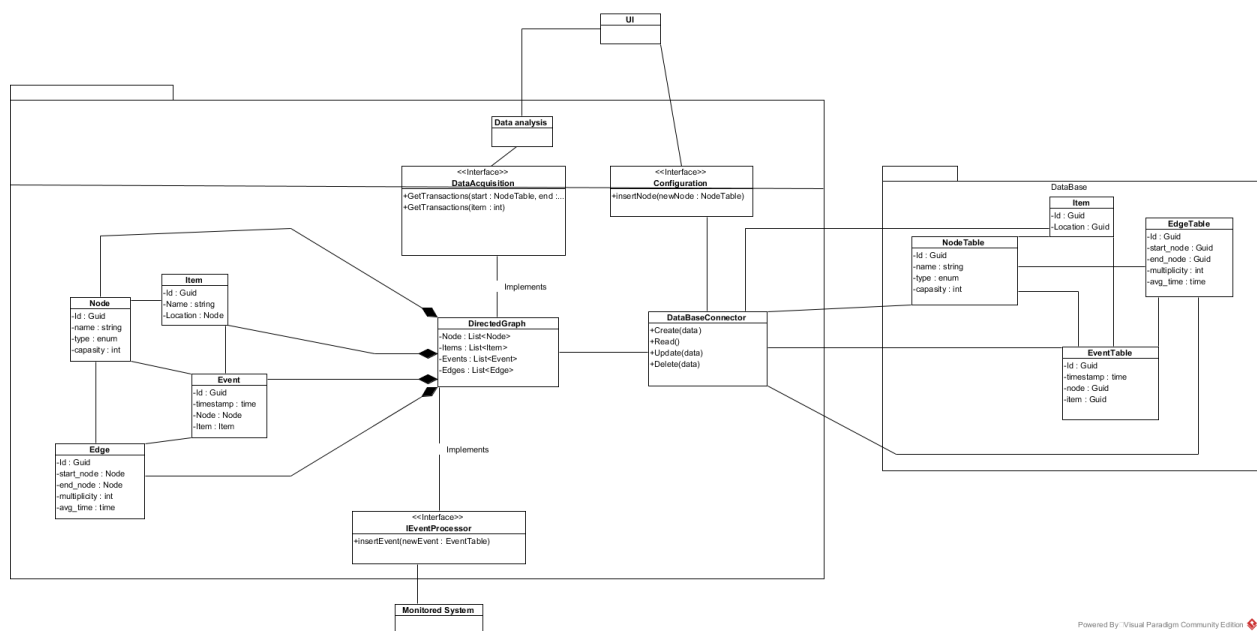 UI
Data analysis
<<Interface>>
DataAcquisition
+GetTransactions(start : NodeTable, end :...
+GetTransactions(item : int)
<<Interface>>
Configuration
+insertNode(newNode : NodeTable)
DataBase
Item
-Id : Guid
-Location : Guid
EdgeTable
-Id : Guid
-start_node : Guid
-end_node : Guid
-multiplicity : int
-avg_time : time
NodeTable
-Id : Guid
-name : string
-type : enum
-capasity : int
Implements
Item
-Id : Guid
-Name : string
-Location : Node
Node
-Id : Guid
-name : string
-type : enum
-capasity : int
DirectedGraph
-Node : List<Node>
-Items : List<Item>
-Events : List<Event>
-Edges : List<Edge>
DataBaseConnector
+Create(data)
+Read()
+Update(data)
+Delete(data)
EventTable
-Id : Guid
-timestamp : time
-node : Guid
-item : Guid
Event
-Id : Guid
-timestamp : time
-Node : Node
-Item : Item
Edge
-Id : Guid
-start_node : Node
-end_node : Node
-multiplicity : int
-avg_time : time
Implements
<<Interface>>
IEventProcessor
+insertEvent(newEvent : EventTable)
Monitored System
Powered By Visual Paradigm Community Edition